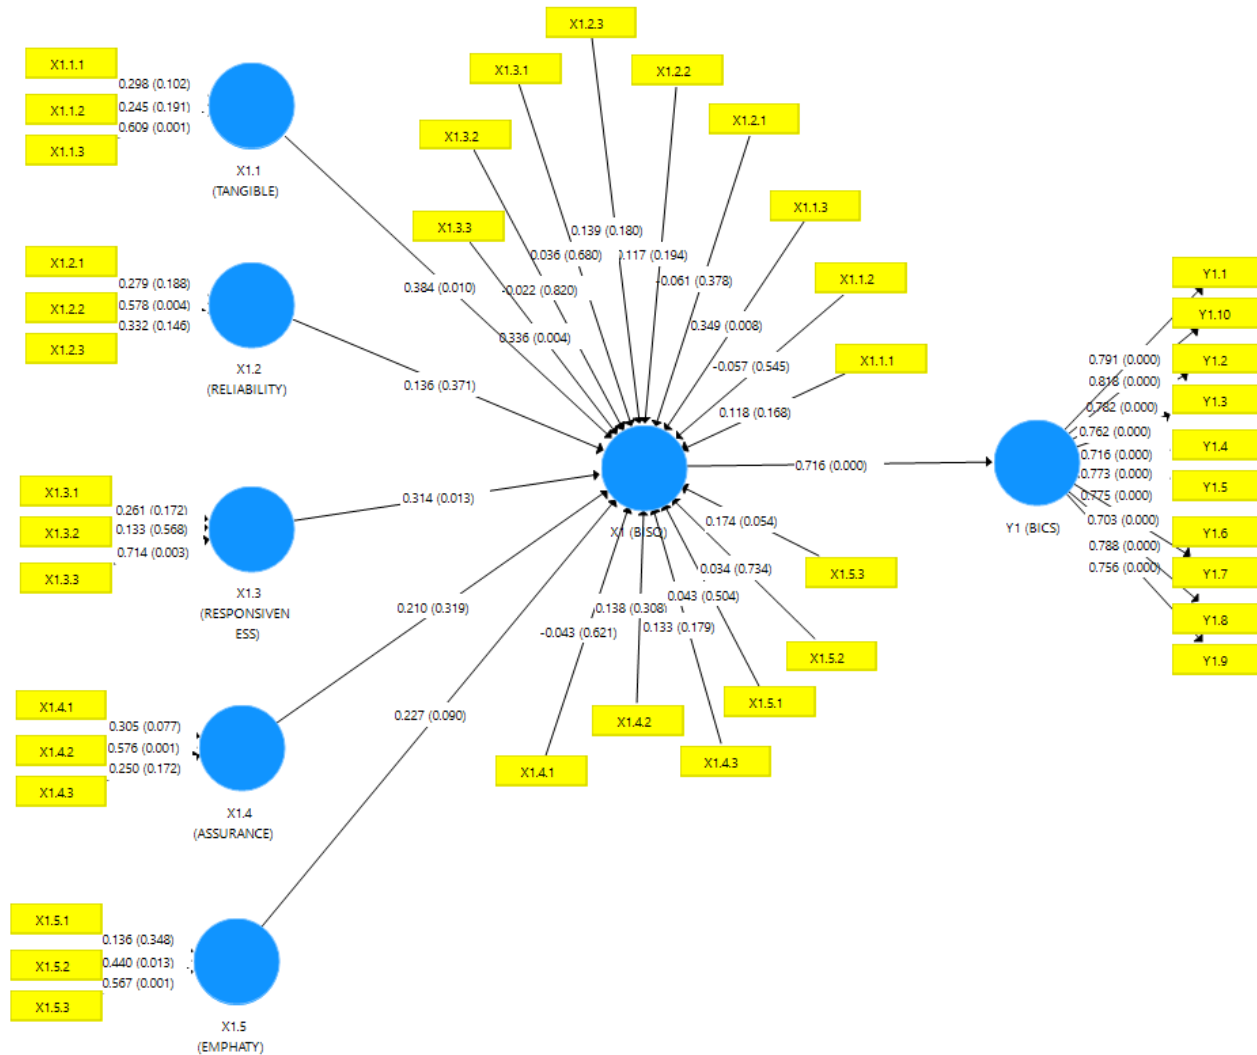 X1.2.3
X1.1.1
X1.3.1
X1.2.2
0.298 (0.102)
X1.1.2
0.245 (0.191)
0.609 (0.001)
X1.2.1
X1.3.2
X1.1.3
X1.1
(TANGIBLE)
X1.1.3
X1.3.3
0.139 (0.180)
0.036 (0.680)
0.117 (0.194)
X1.2.1
0.279 (0.188)
X1.2.2
0.578 (0.004)
0.332 (0.146)
X1.2.3
0.384 (0.010)
-0.022 (0.820)
-0.061 (0.378)
X1.1.2
Y1.1
Y1.10
0.336 (0.004)
0.349 (0.008)
X1.2
(RELIABILITY)
-0.057 (0.545)
X1.1.1
0.791 (0.000)
Y1.2
0.136 (0.371)
0.818 (0.000)
0.118 (0.168)
0.782 (0.000)
Y1.3
0.762 (0.000)
0.716 (0.000)
Y1.4
0.716 (0.000)
0.773 (0.000)
X1.3.1
0.261 (0.172)
0.314 (0.013)
0.775 (0.000)
Y1.5
X1.3.2
0.133 (0.568)
0.714 (0.003)
X1 (BISQ)
0.174 (0.054)
Y1 (BICS)
0.703 (0.000)
Y1.6
0.788 (0.000)
0.756 (0.000)
X1.3.3
X1.3
(RESPONSIVEN
ESS)
0.034 (0.734)
X1.5.3
Y1.7
0.043 (0.504)
0.210 (0.319)
0.138 (0.308)
0.133 (0.179)
-0.043 (0.621)
Y1.8
X1.5.2
Y1.9
X1.4.1
0.305 (0.077)
X1.4.2
0.576 (0.001)
0.250 (0.172)
X1.4.3
0.227 (0.090)
X1.5.1
X1.4.2
X1.4.3
X1.4.1
X1.4
(ASSURANCE)
X1.5.1
0.136 (0.348)
X1.5.2
0.440 (0.013)
0.567 (0.001)
X1.5.3
X1.5
(EMPHATY)